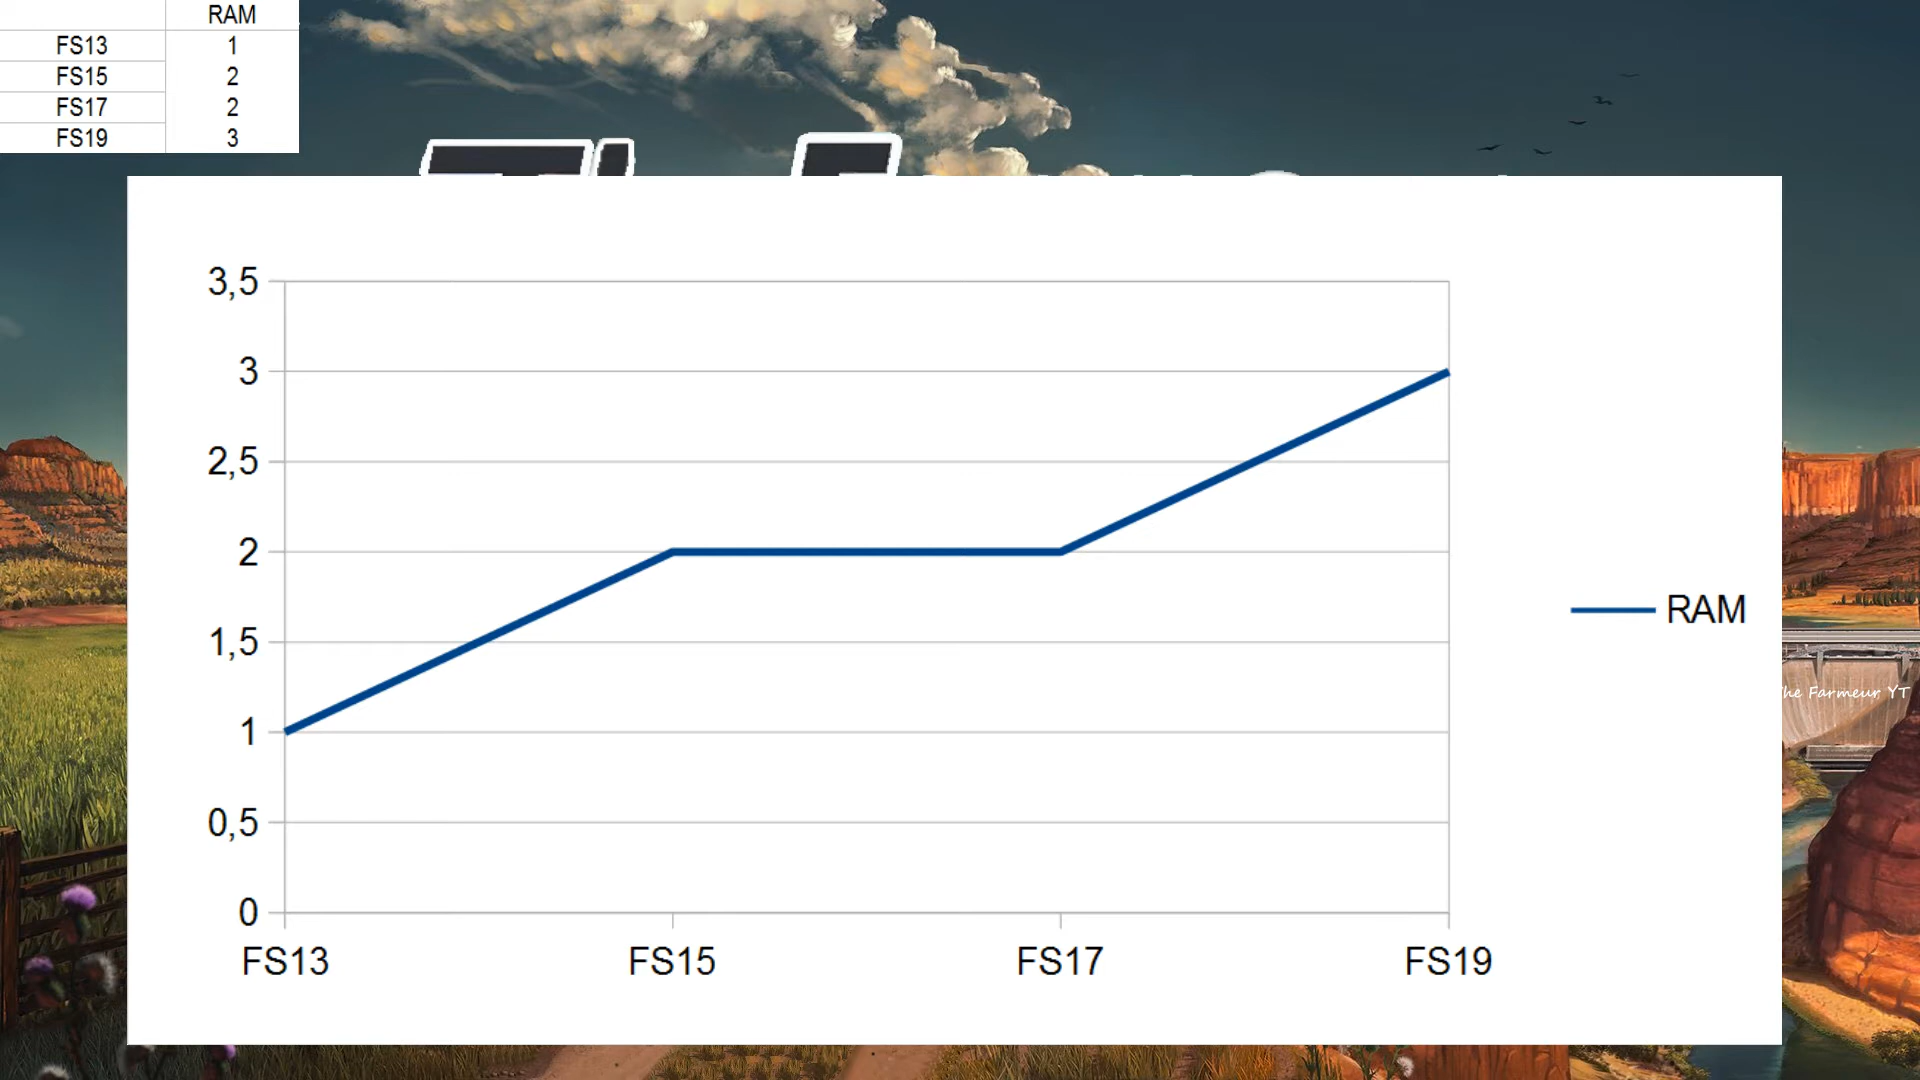 RAM
FS13 1
FS15 2
FS17 2
FS19 3
3,5
3
2,5
2
1,5
1
0,5
0
FS13 FS15 FS17 FS19
RAM
he Farmeur YT